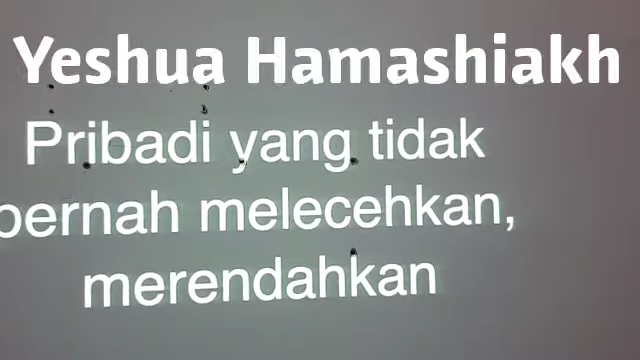 Yeshua Hamashiakh
Pribadi yang tidak
pernah melecehkan,
merendahkan